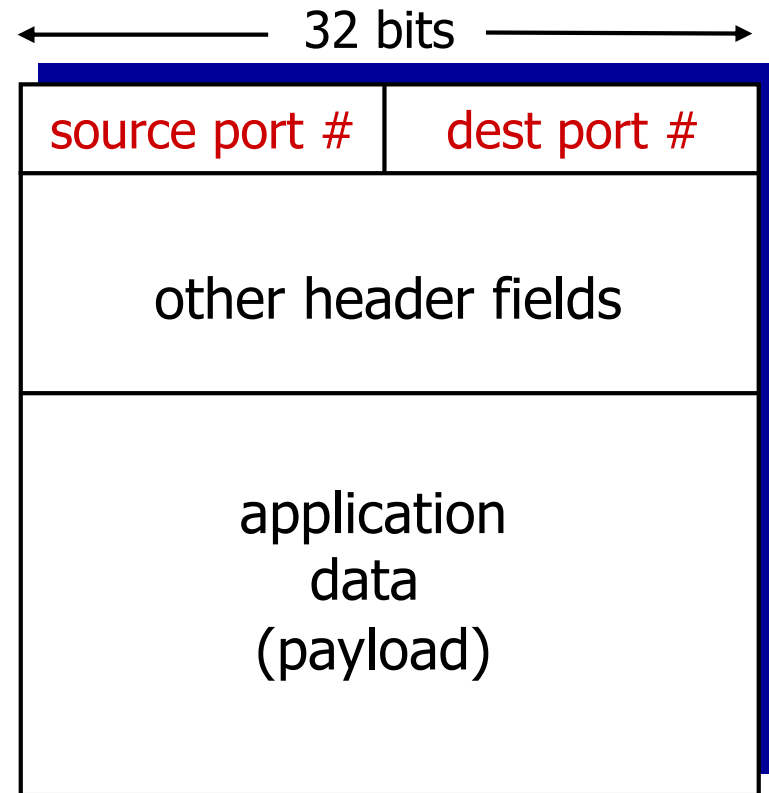 32 bits
source port # dest port #
other header fields
application
data
(payload)